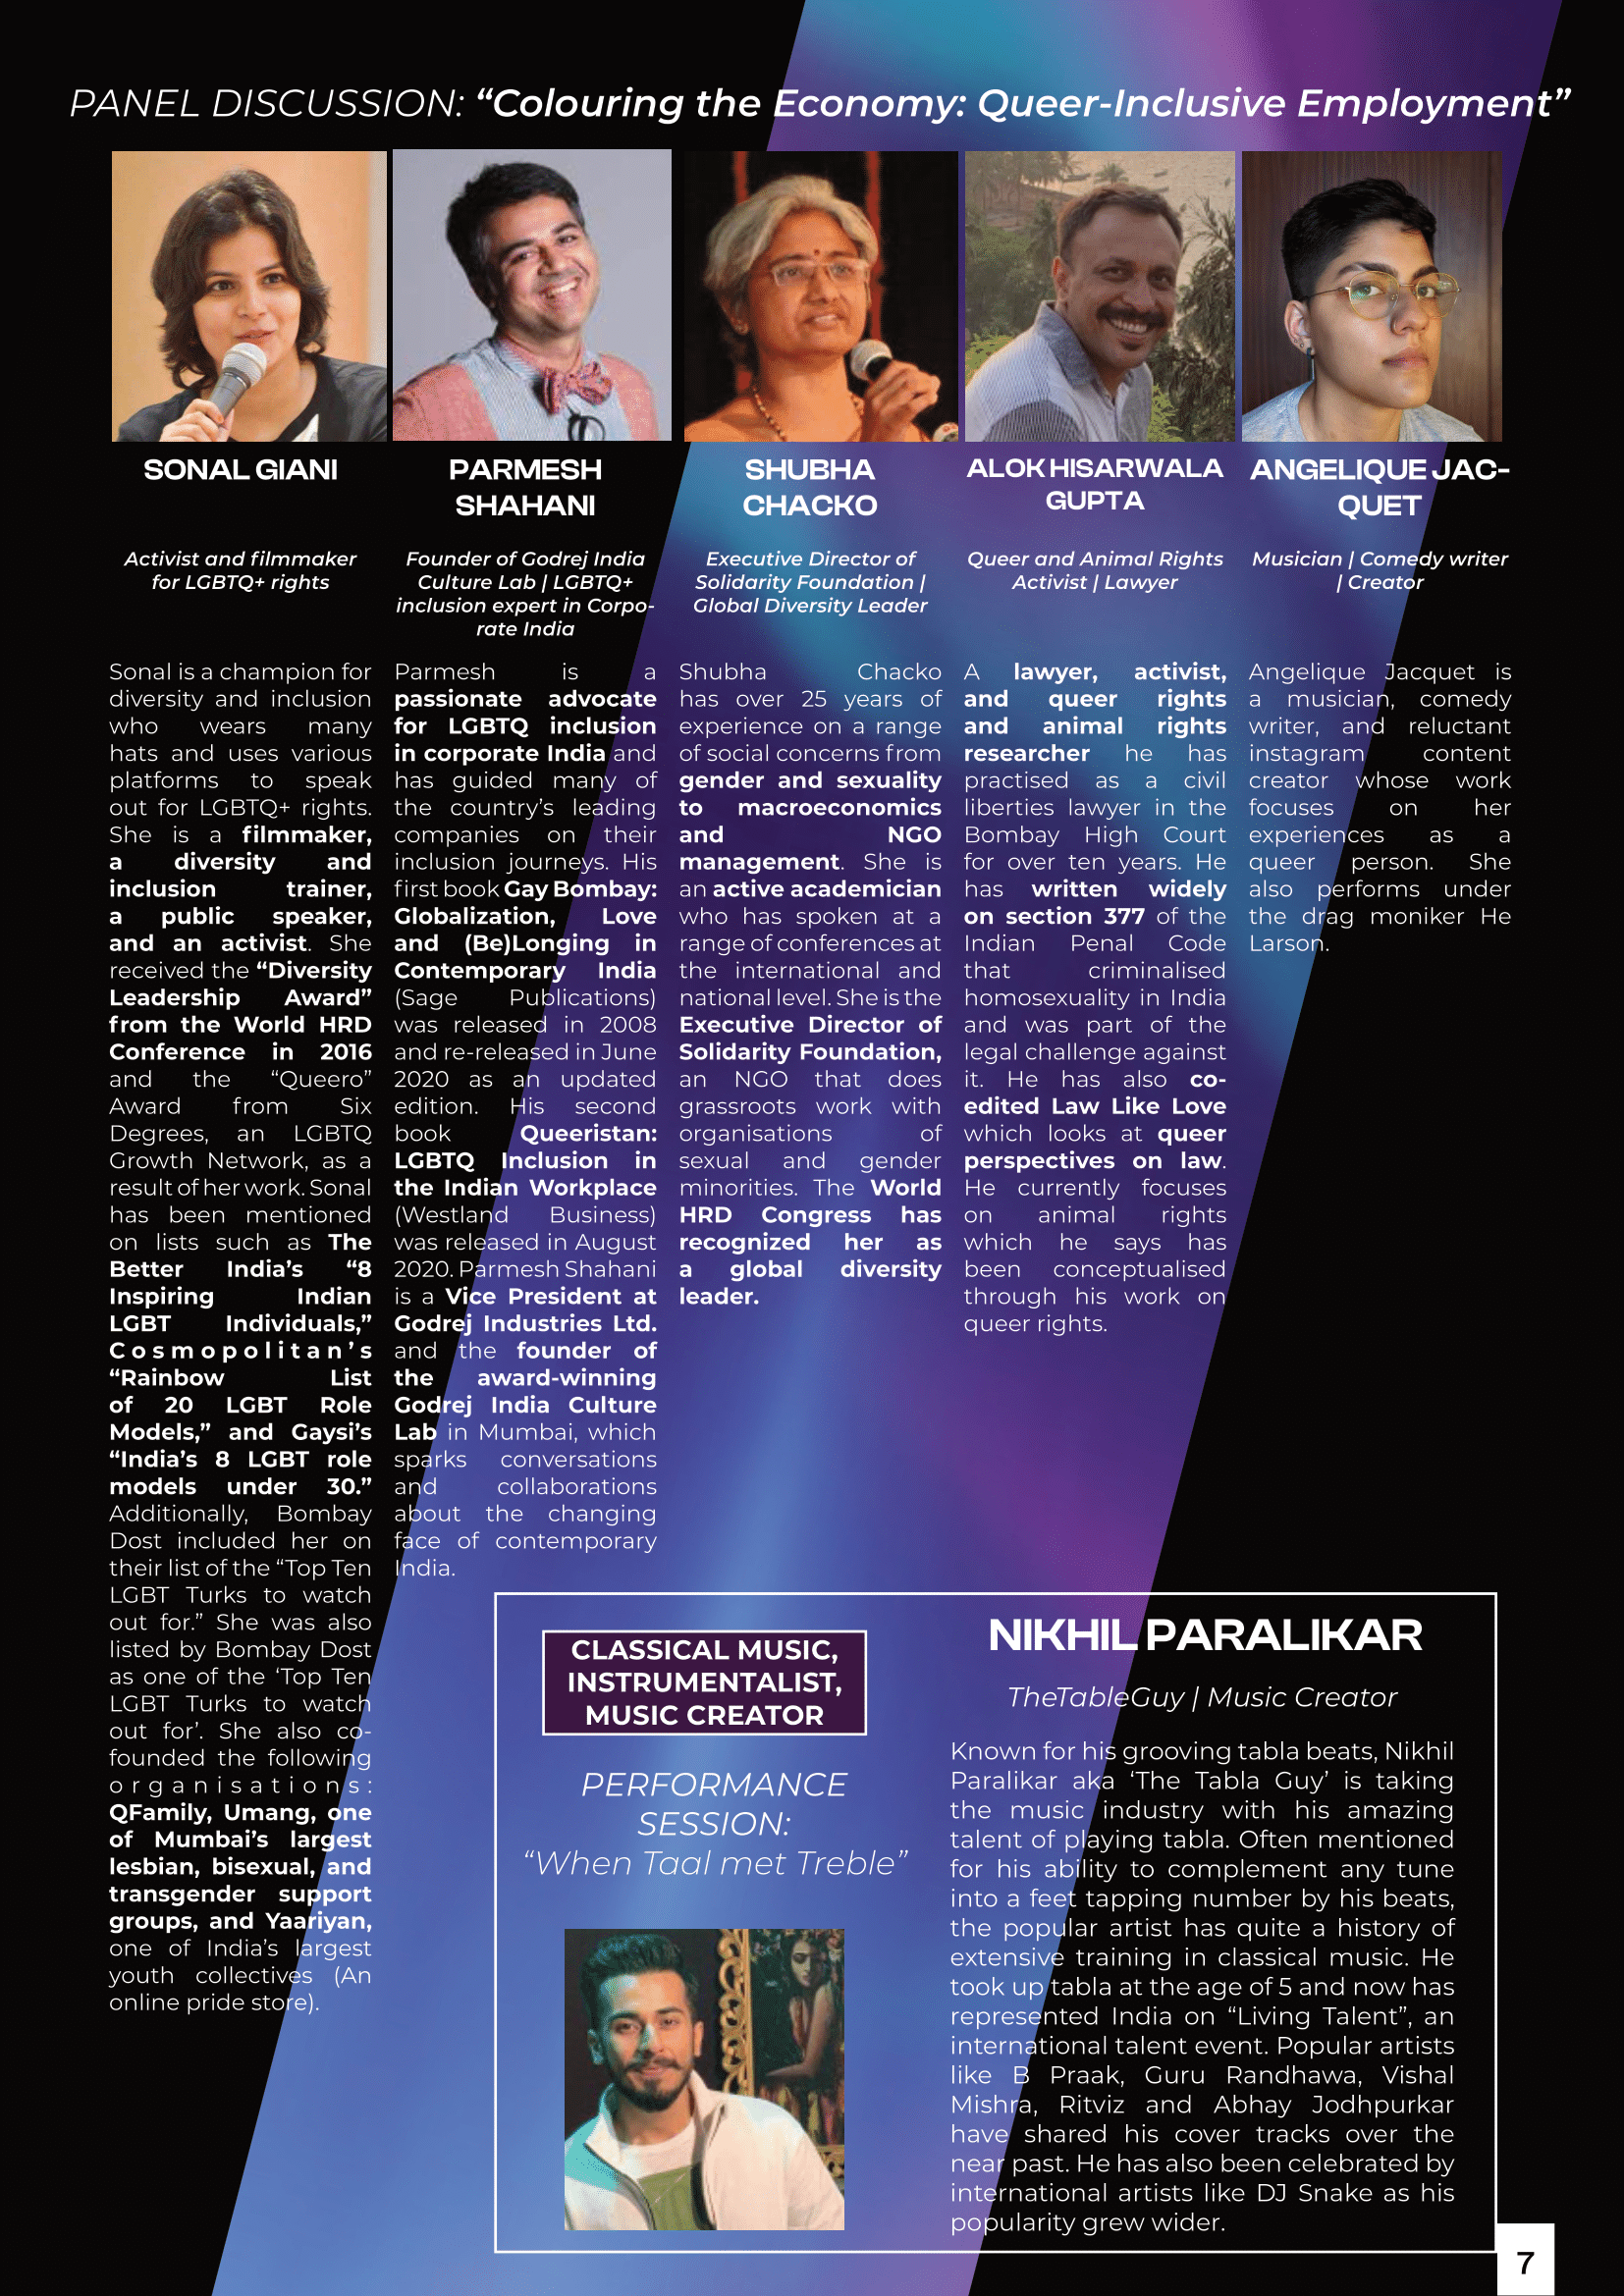 PANEL DISCUSSION: “Colouring the Economy: Queer-Inclusive Employment”
SONAL GIANI
Activist and filmmaker
for LGBTQ+ rights
Sonal is a champion for
diversity and inclusion
who wears many
hats and uses various
platforms to speak
out for LGBTQ+ rights.
She is a filmmaker,
a diversity and
inclusion trainer,
a public speaker,
and an activist. She
received the “Diversity
Leadership Award”
from the World HRD
Conference in 2016
and the “Queero”
Award from Six
Degrees, an LGBTQ
Growth Network, as a
result of her work. Sonal
has been mentioned
on lists such as The
Better India’s “8
Inspiring Indian
LGBT Individuals,”
Cosmopolitan’s
“Rainbow List
of 20 LGBT Role
Models,” and Gaysi’s
“India’s 8 LGBT role
models under 30.”
Additionally, Bombay
Dost included her on
their list of the “Top Ten
LGBT Turks to watch
out for.” She was also
listed by Bombay Dost
as one of the ‘Top Ten
LGBT Turks to watch
out for’. She also co-
founded the following
organisations:
QFamily, Umang, one
of Mumbai’s largest
lesbian, bisexual, and
transgender support
groups, and Yaariyan,
one of India’s largest
youth collectives (An
online pride store).
PARMESH
SHAHANI
Founder of Godrej India
Culture Lab | LGBTQ+
inclusion expert in Corpo-
rate India
Parmesh is a
passionate advocate
for LGBTQ inclusion
in corporate India and
has guided many of
the country’s leading
companies on their
inclusion journeys. His
first book Gay Bombay:
Globalization, Love
and (Be)Longing in
Contemporary India
(Sage Publications)
was released in 2008
and re-released in June
2020 as an updated
edition. His second
book Queeristan:
LGBTQ Inclusion in
the Indian Workplace
(Westland Business)
was released in August
2020. Parmesh Shahani
is a Vice President at
Godrej Industries Ltd.
and the founder of
the award-winning
Godrej India Culture
Lab in Mumbai, which
sparks conversations
and collaborations
about the changing
face of contemporary
India.
SHUBHA
CHACKO
Executive Director of
Solidarity Foundation |
Global Diversity Leader
Shubha Chacko
has over 25 years of
experience on a range
of social concerns from
gender and sexuality
to macroeconomics
and NGO
management. She is
an active academician
who has spoken at a
range of conferences at
the international and
national level. She is the
Executive Director of
Solidarity Foundation,
an NGO that does
grassroots work with
organisations of
sexual and gender
minorities. The World
HRD Congress has
recognized her as
a global diversity
leader.
ALOK HISARWALA
GUPTA
Queer and Animal Rights
Activist | Lawyer
A lawyer, activist,
and queer rights
and animal rights
researcher he has
practised as a civil
liberties lawyer in the
Bombay High Court
for over ten years. He
has written widely
on section 377 of the
Indian Penal Code
that criminalised
homosexuality in India
and was part of the
legal challenge against
it. He has also co-
edited Law Like Love
which looks at queer
perspectives on law.
He currently focuses
on animal rights
which he says has
been conceptualised
through his work on
queer rights.
ANGELIQUE JAC-
QUET
Musician | Comedy writer
| Creator
Angelique Jacquet is
a musician, comedy
writer, and reluctant
instagram content
creator whose work
focuses on her
experiences as a
queer person. She
also performs under
the drag moniker He
Larson.
CLASSICAL MUSIC,
INSTRUMENTALIST,
MUSIC CREATOR
PERFORMANCE
SESSION:
“When Taal met Treble”
NIKHIL PARALIKAR
TheTableGuy | Music Creator
Known for his grooving tabla beats, Nikhil
Paralikar aka ‘The Tabla Guy’ is taking
the music industry with his amazing
talent of playing tabla. Often mentioned
for his ability to complement any tune
into a feet tapping number by his beats,
the popular artist has quite a history of
extensive training in classical music. He
took up tabla at the age of 5 and now has
represented India on “Living Talent”, an
international talent event. Popular artists
like B Praak, Guru Randhawa, Vishal
Mishra, Ritviz and Abhay Jodhpurkar
have shared his cover tracks over the
near past. He has also been celebrated by
international artists like DJ Snake as his
popularity grew wider.
7